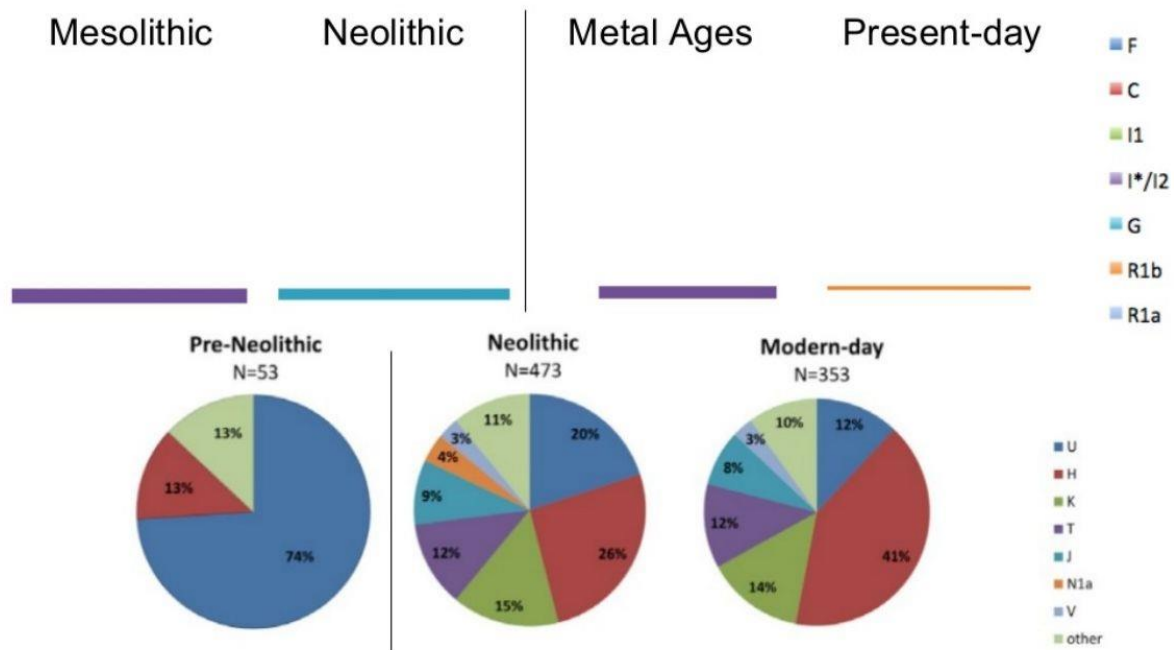 Mesolithic
Neolithic
Metal Ages
Present-day
F
C
I1
I*/I2
G
R1b
R1a
Pre-Neolithic
N=53
13%
13%
74%
Neolithic
N=473
11%
3%
4%
9%
12%
15%
20%
26%
Modern-day
N=353
10%
3%
8%
12%
14%
12%
41%
U
H
K
T
J
N1a
V
other